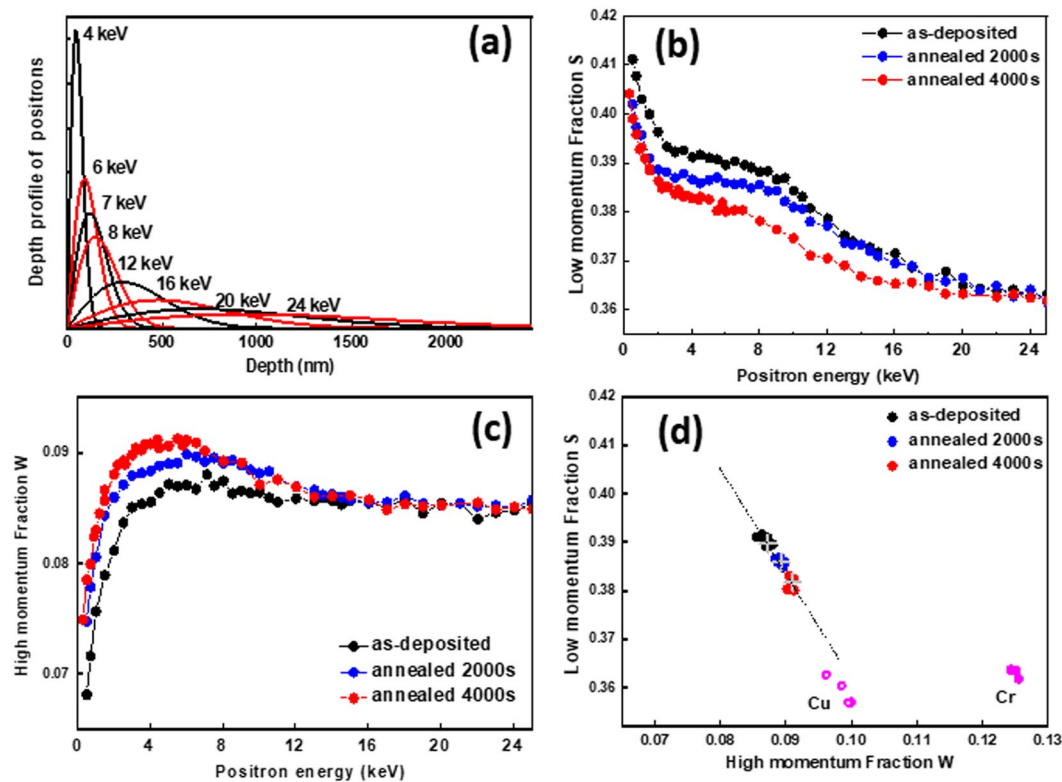 (a)
4 keV
6 keV
7 keV
8 keV
12 keV
16 keV
20 keV
24 keV
Depth profile of positrons
0 500 1000 1500 2000
Depth (nm)
(b)
as-deposited
annealed 2000s
annealed 4000s
0.42
0.41
0.40
0.39
0.38
0.37
0.36
Low momentum Fraction S
0 4 8 12 16 20 24
Positron energy (keV)
(c)
0.09
0.08
0.07
High momentum Fraction W
as-deposited
annealed 2000s
annealed 4000s
0 4 8 12 16 20 24
Positron energy (keV)
(d)
as-deposited
annealed 2000s
annealed 4000s
0.42
0.41
0.40
0.39
0.38
0.37
0.36
Low momentum Fraction S
Cu
Cr
0.07 0.08 0.09 0.10 0.11 0.12 0.13
High momentum Fraction W